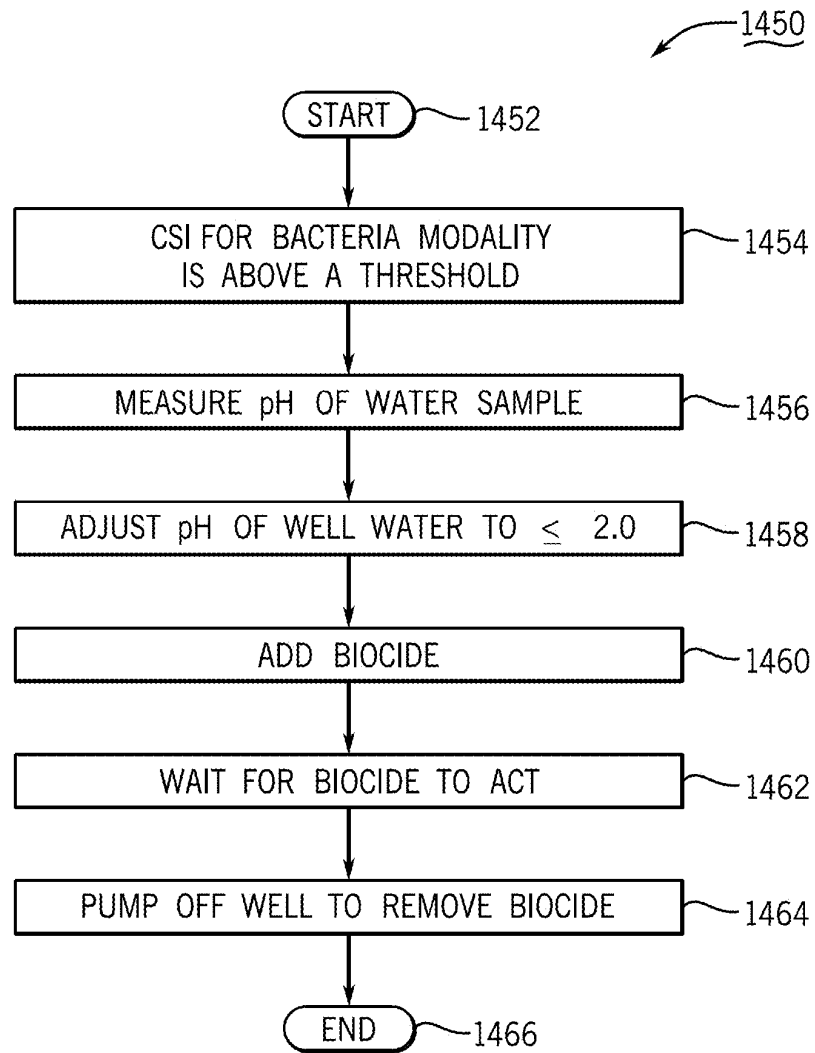 1450
START 1452
CSI FOR BACTERIA MODALITY
IS ABOVE A THRESHOLD
1454
MEASURE pH OF WATER SAMPLE 1456
ADJUST pH OF WELL WATER TO ≤ 2.0 1458
ADD BIOCIDE 1460
WAIT FOR BIOCIDE TO ACT 1462
PUMP OFF WELL TO REMOVE BIOCIDE 1464
END 1466